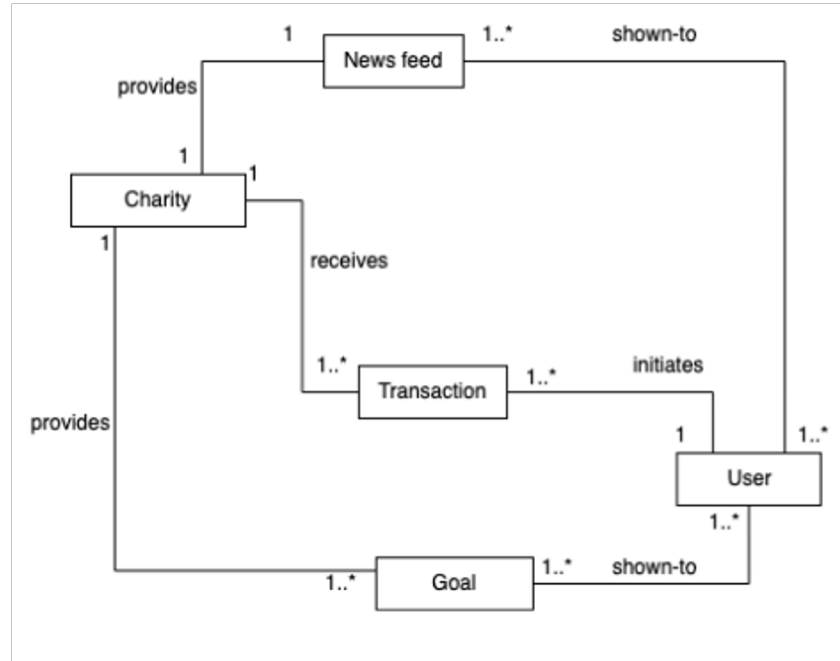 1
News feed
1..*
shown-to
provides
1
1
Charity
1
receives
1..*
Transaction
1..*
initiates
provides
1
1..*
User
1..*
1..*
Goal
1..*
shown-to